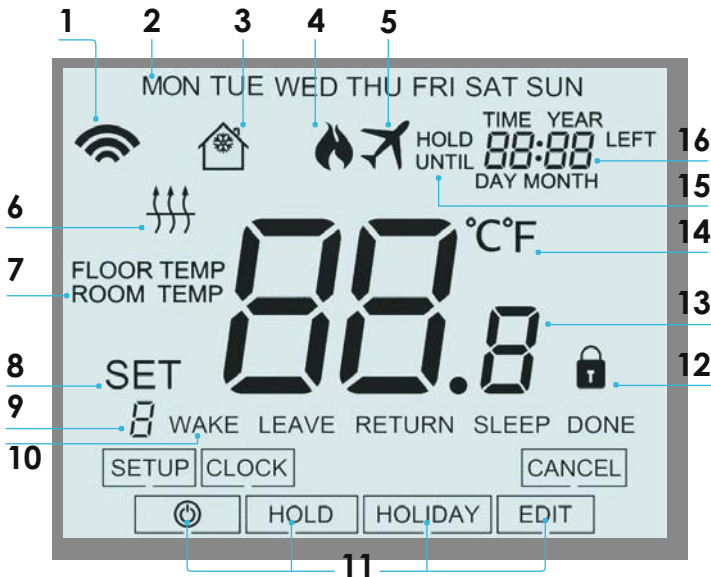 1 2 3 4 5
MON TUE WED THU FRI SAT SUN
TIME YEAR
HOLD 88:88 LEFT 16
UNTIL
DAY MONTH 15
6
°C°F 14
7 FLOOR TEMP
ROOM TEMP
88.8 13
8 SET 12
9 8 WAKE LEAVE RETURN SLEEP DONE
10
SETUP CLOCK CANCEL
HOLD HOLIDAY EDIT
11